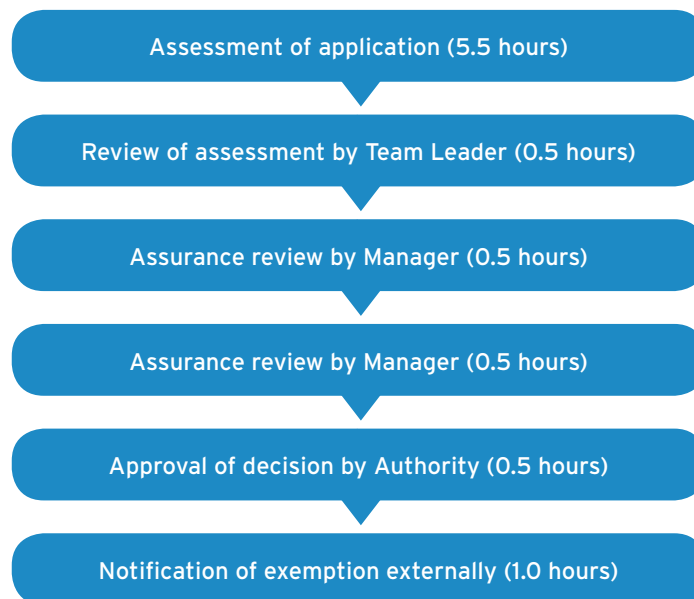 Assessment of application (5.5 hours)
Review of assessment by Team Leader (0.5 hours)
Assurance review by Manager (0.5 hours)
Assurance review by Manager (0.5 hours)
Approval of decision by Authority (0.5 hours)
Notification of exemption externally (1.0 hours)